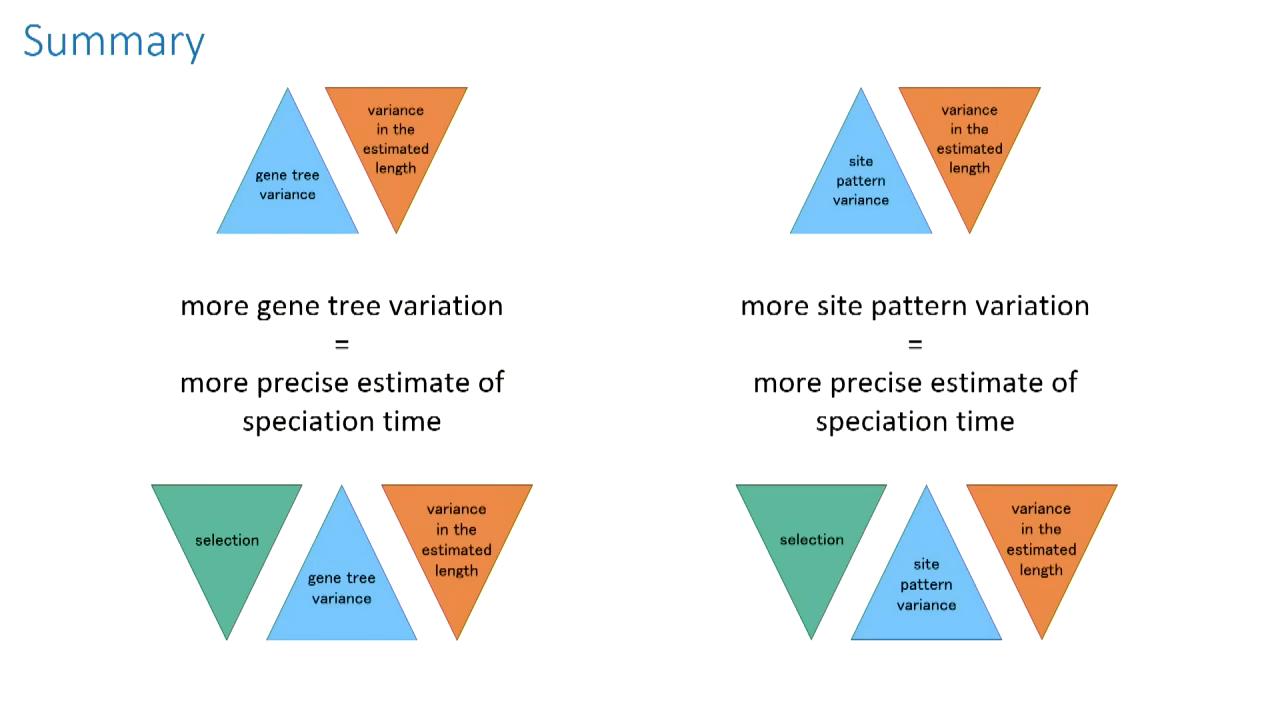 Summary
gene tree
variance
variance
in the
estimated
length
site
pattern
variance
variance
in the
estimated
length
more gene tree variation
=
more precise estimate of
speciation time
more site pattern variation
=
more precise estimate of
speciation time
selection
gene tree
variance
variance
in the
estimated
length
selection
site
pattern
variance
variance
in the
estimated
length